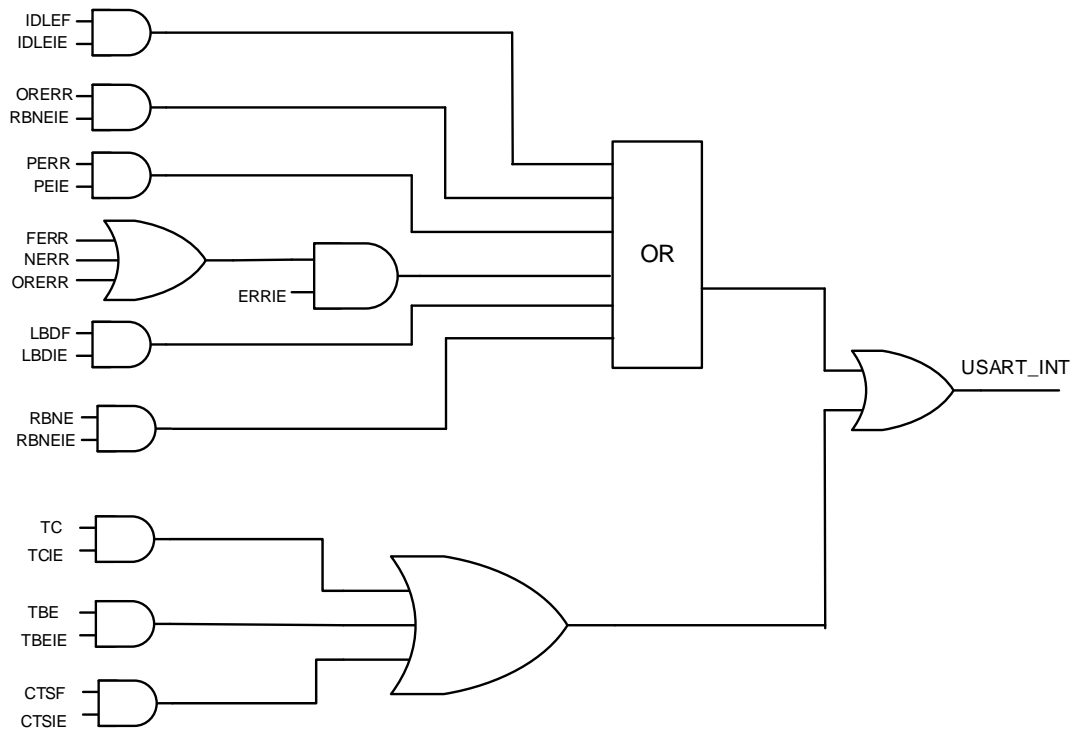 IDLEF
IDLEIE
ORERR
RBNEIE
PERR
PEIE
FERR
NERR
ORERR
ERRIE
LBDF
LBDIE
RBNE
RBNEIE
OR
USART_INT
TC
TCIE
TBE
TBEIE
CTSF
CTSIE